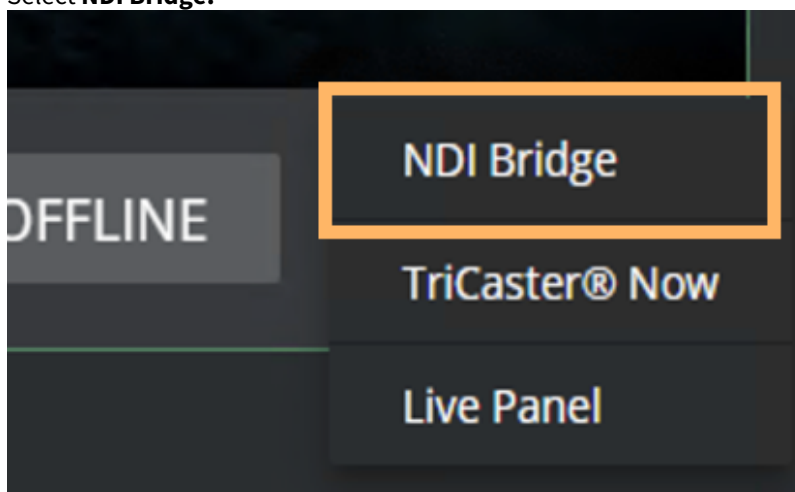 Select NDI Bridge.
NDI Bridge
OFFLINE
TriCaster® Now
Live Panel